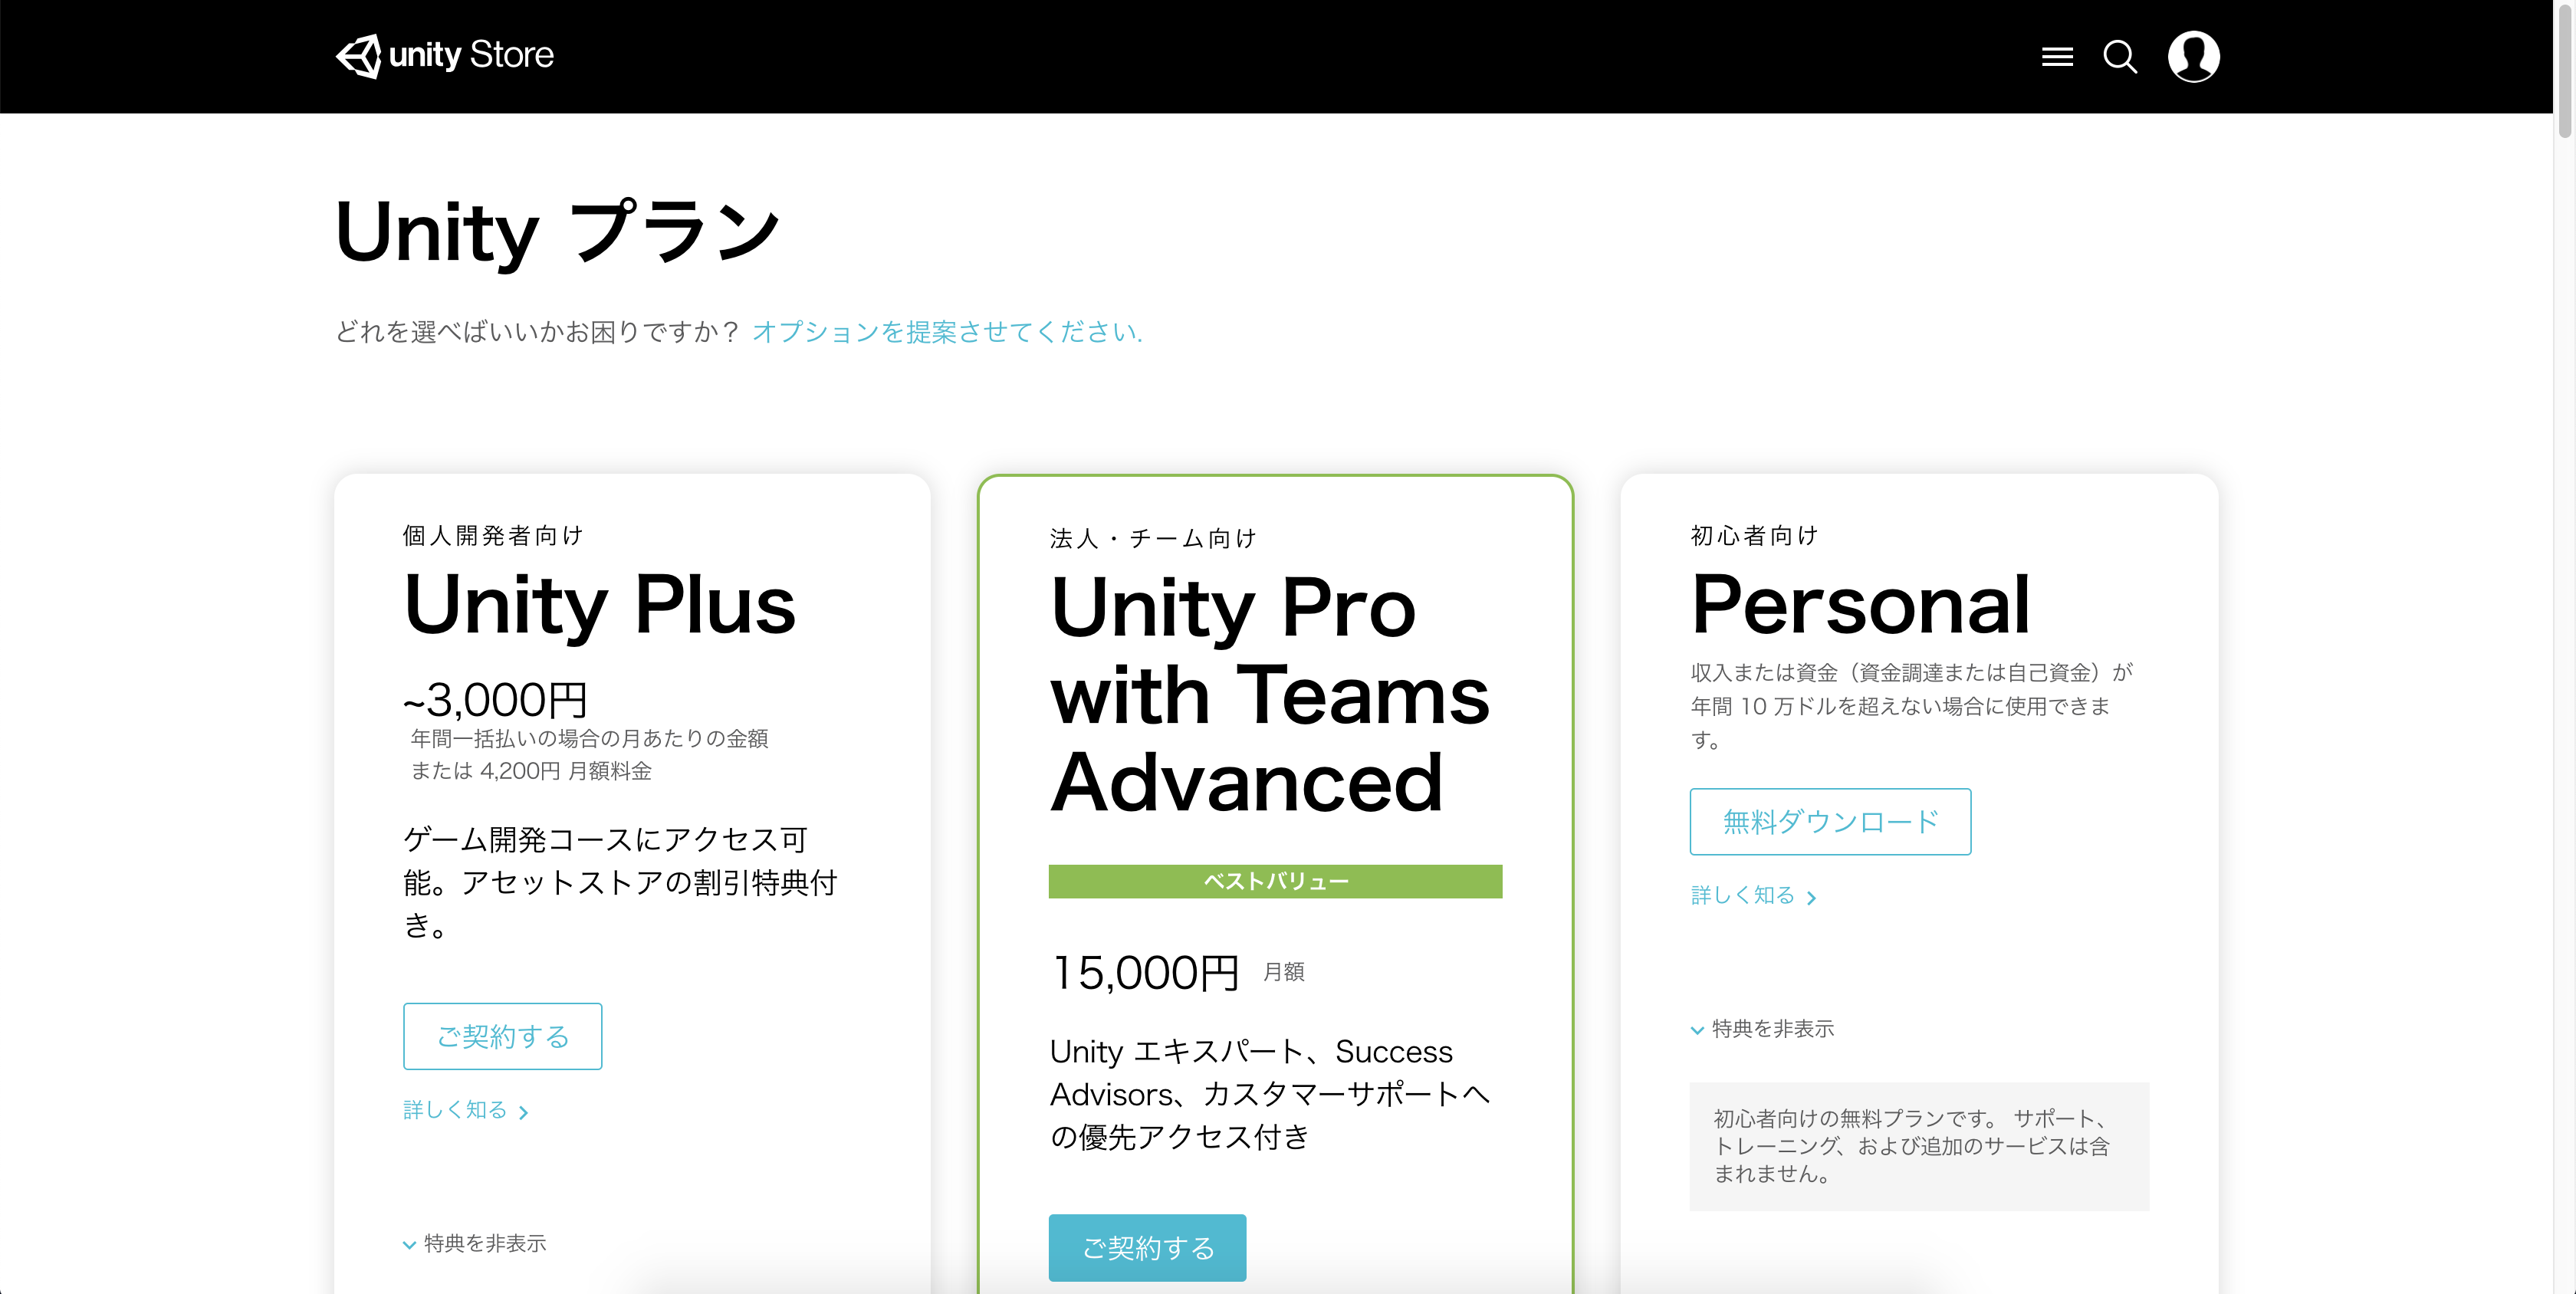 unity Store
Unity プラン
どれを選べばいいかお困りですか？ オプションを提案させてください.
個人開発者向け
Unity Plus
~3,000円
年間一括払いの場合の月あたりの金額
または 4,200円 月額料金
ゲーム開発コースにアクセス可
能。アセットストアの割引特典付
き。
ご契約する
詳しく知る
特典を非表示
法人・チーム向け
Unity Pro
with Teams
Advanced
ベストバリュー
15,000円 月額
Unity エキスパート、Success
Advisors、カスタマーサポートへ
の優先アクセス付き
ご契約する
初心者向け
Personal
収入または資金（資金調達または自己資金）が
年間 10 万ドルを超えない場合に使用できま
す。
無料ダウンロード
詳しく知る
特典を非表示
初心者向けの無料プランです。 サポート、
トレーニング、および追加のサービスは含
まれません。